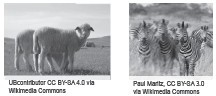 UBcontributor CC BY-SA 4.0 via
Wikimedia Commons
Paul Maritz, CC BY-SA 3.0
via Wikimedia Commons